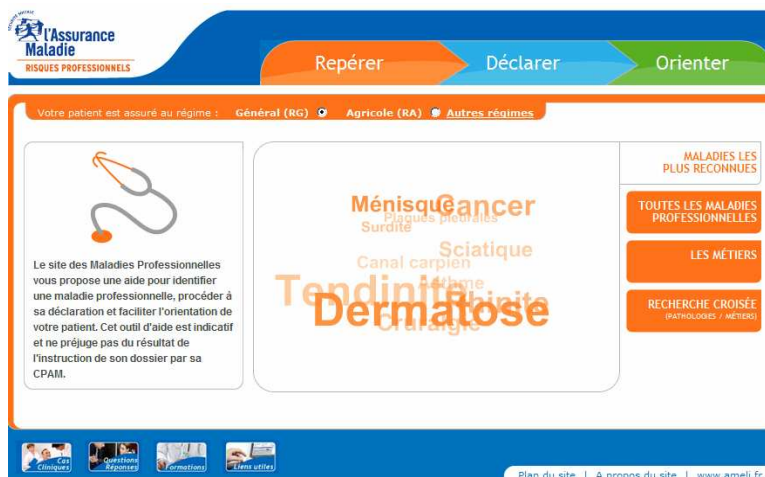 l'Assurance
Maladie
RISQUES PROFESSIONNELS
Repérer
Déclarer
Orienter
Votre patient est assuré au régime : Général (RG) Agricole (RA) Autres régimes
Le site des Maladies Professionnelles
vous propose une aide pour identifier
une maladie professionnelle, procéder à
sa déclaration et faciliter l'orientation de
votre patient. Cet outil d'aide est indicatif
et ne préjuge pas du résultat de
l'instruction de son dossier par sa
CPAM.
Ménisque
Cancer
Plaques pleurales
Surdité
Sciatique
Canal carpien
Asthme
Tendinite
Rhinite
Dermatose
Cruralgie
MALADIES LES
PLUS RECONNUES
TOUTES LES MALADIES
PROFESSIONNELLES
LES MÉTIERS
RECHERCHE CROISÉE
(PATHOLOGIES / MÉTIERS)
Cas
Cliniques
Questions
Réponses
Formations
Liens utiles
Plan du site | A propos du site | www.ameli.fr